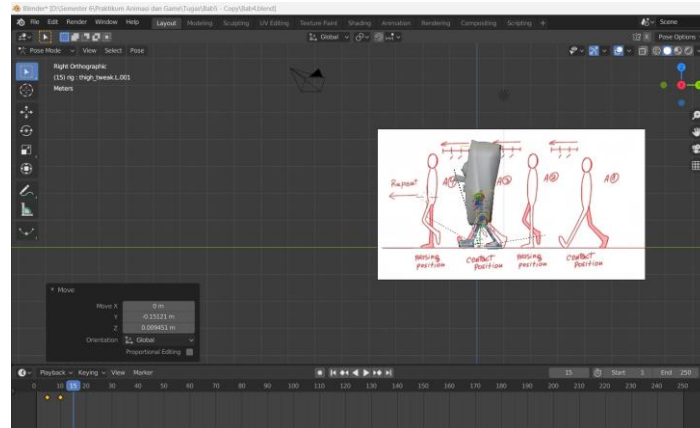 Blender* [D:\Semester 6\Praktikum Animasi dan Game\Tugas\Bab5 - Copy\Bab4.blend]
File Edit Render Window Help Layout Modeling Sculpting UV Editing Texture Paint Shading Animation Rendering Compositing Scripting + Scene
Global Pose Options
Pose Mode View Select Pose
Right Orthographic
(15) rig : thigh_tweak.L.001
Meters
Repeat
passing position
contact position
passing position
contact position
Move
Move X 0 m
Y -0.15121 m
Z 0.009451 m
Orientation Global
Proportional Editing
Playback Keying View Marker 15 Start 1 End 250
0 10 15 20 30 40 50 60 70 80 90 100 110 120 130 140 150 160 170 180 190 200 210 220 230 240 250